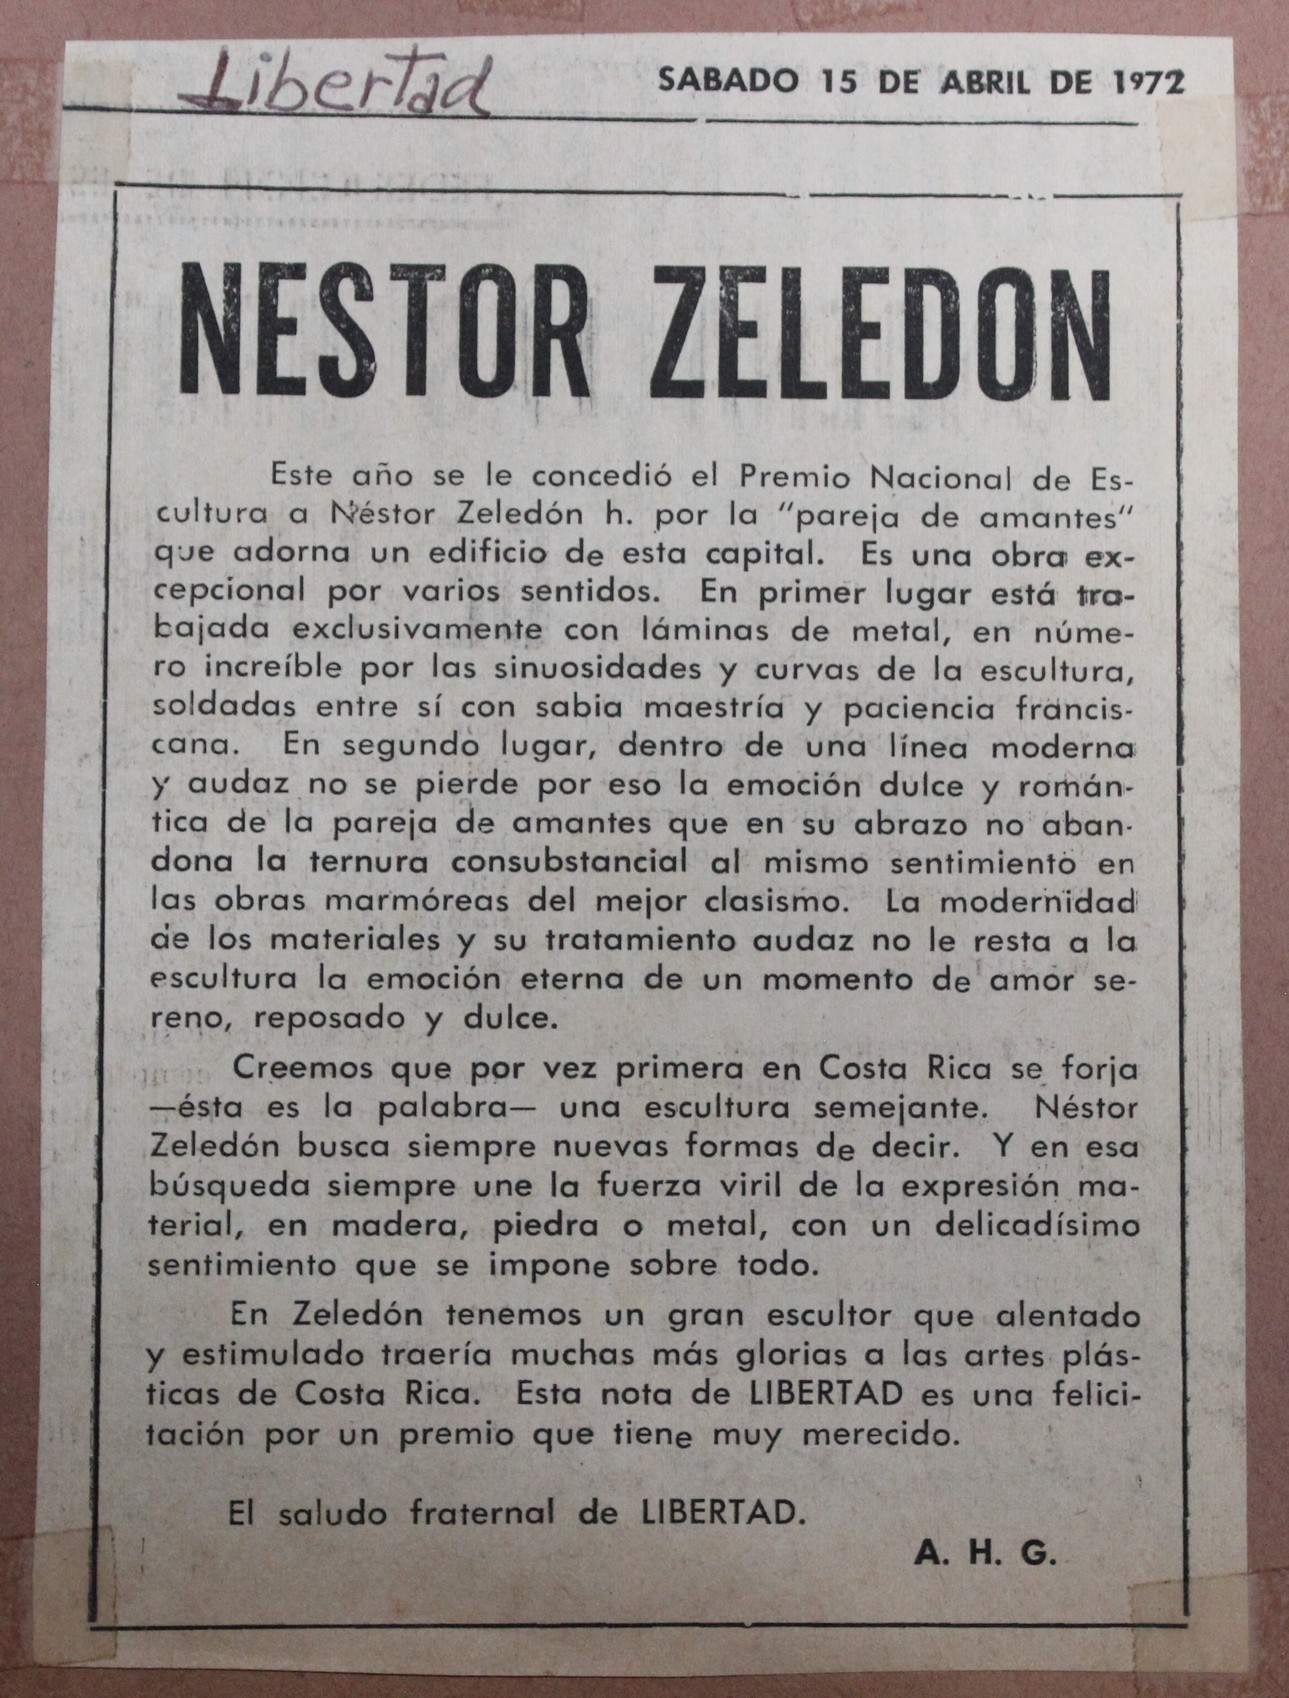 Libertad
SABADO 15 DE ABRIL DE 1972
NESTOR ZELEDON
Este año se le concedió el Premio Nacional de Es-
cultura a Néstor Zeledón h. por la "pareja de amantes"
que adorna un edificio de esta capital. Es una obra ex-
cepcional por varios sentidos. En primer lugar está tra-
bajada exclusivamente con láminas de metal, en núme-
ro increíble por las sinuosidades y curvas de la escultura,
soldadas entre sí con sabia maestría y paciencia francis-
cana. En segundo lugar, dentro de una línea moderna
y audaz no se pierde por eso la emoción dulce y román-
tica de la pareja de amantes que en su abrazo no aban-
dona la ternura consubstancial al mismo sentimiento en
las obras marmóreas del mejor clasismo. La modernidad
de los materiales y su tratamiento audaz no le resta a la
escultura la emoción eterna de un momento de amor se-
reno, reposado y dulce.
Creemos que por vez primera en Costa Rica se forja
—ésta es la palabra— una escultura semejante. Néstor
Zeledón busca siempre nuevas formas de decir. Y en esa
búsqueda siempre une la fuerza viril de la expresión ma-
terial, en madera, piedra o metal, con un delicadísimo
sentimiento que se impone sobre todo.
En Zeledón tenemos un gran escultor que alentado
y estimulado traería muchas más glorias a las artes plás-
ticas de Costa Rica. Esta nota de LIBERTAD es una felici-
tación por un premio que tiene muy merecido.
El saludo fraternal de LIBERTAD.
A. H. G.